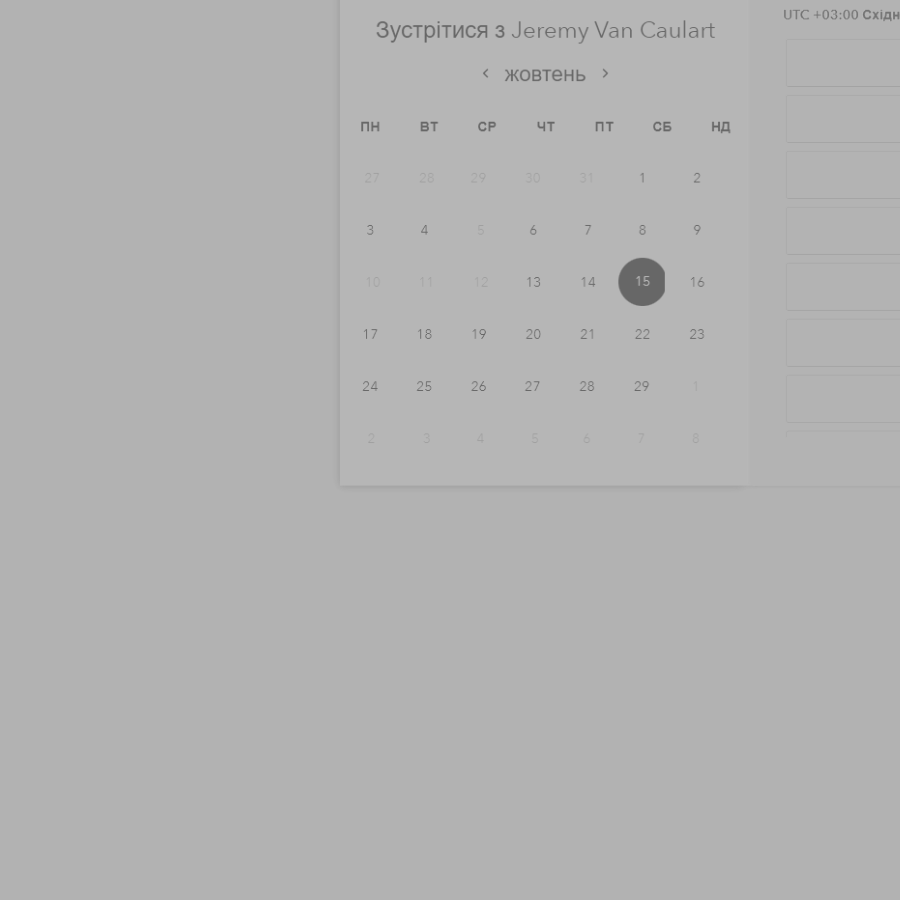 UTC +03:00
Зустрітися з Jeremy Van Caulart
‹ жовтень ›
ПН ВТ СР ЧТ ПТ СБ НД
27 28 29 30 31 1 2
3 4 5 6 7 8 9
10 11 12 13 14 15 16
17 18 19 20 21 22 23
24 25 26 27 28 29 1
2 3 4 5 6 7 8